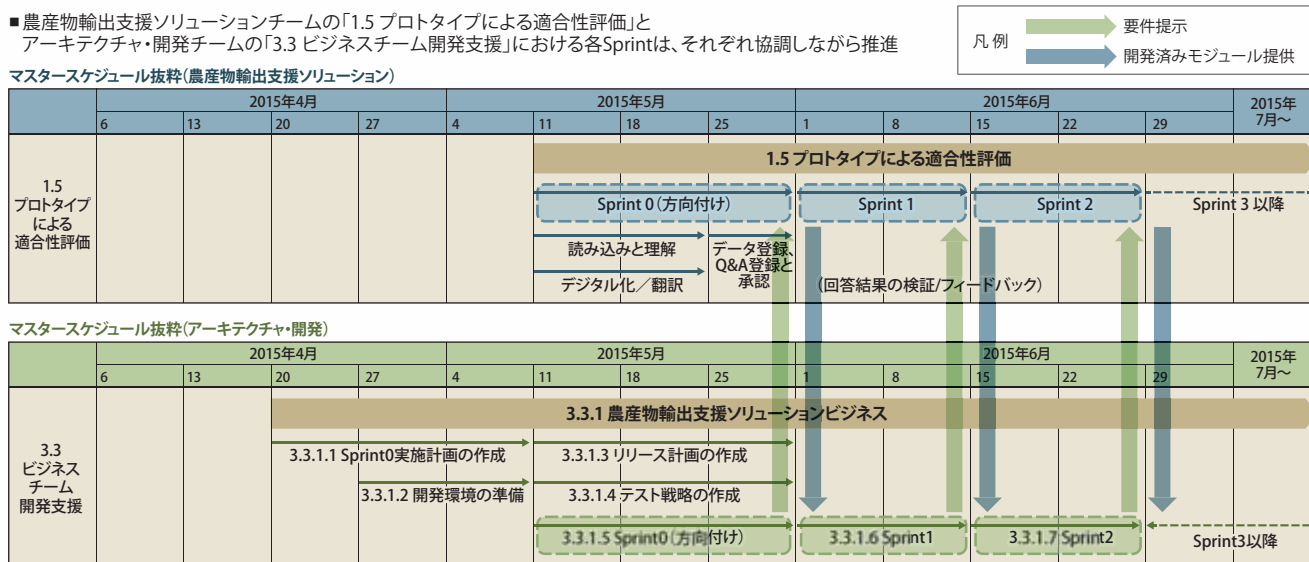 ■農産物輸出支援ソリューションチームの「1.5 プロトタイプによる適合性評価」と
アーキテクチャ・開発チームの「3.3 ビジネスチーム開発支援」における各Sprintは、それぞれ協調しながら推進
凡例
要件提示
開発済みモジュール提供
マスタースケジュール抜粋(農産物輸出支援ソリューション)
2015年4月 2015年5月 2015年6月 2015年
7月〜
6 13 20 27 4 11 18 25 1 8 15 22 29
1.5
プロトタイプ
による
適合性評価
1.5 プロトタイプによる適合性評価
Sprint 0(方向付け) Sprint 1 Sprint 2 Sprint 3 以降
読み込みと理解
デジタル化/翻訳
データ登録、
Q&A登録と
承認
(回答結果の検証/フィードバック)
マスタースケジュール抜粋(アーキテクチャ・開発)
2015年4月 2015年5月 2015年6月 2015年
7月〜
6 13 20 27 4 11 18 25 1 8 15 22 29
3.3
ビジネス
チーム
開発支援
3.3.1 農産物輸出支援ソリューションビジネス
3.3.1.1 Sprint0実施計画の作成 3.3.1.3 リリース計画の作成
3.3.1.2 開発環境の準備 3.3.1.4 テスト戦略の作成
3.3.1.5 Sprint0(方向付け) 3.3.1.6 Sprint1 3.3.1.7 Sprint2 Sprint3以降